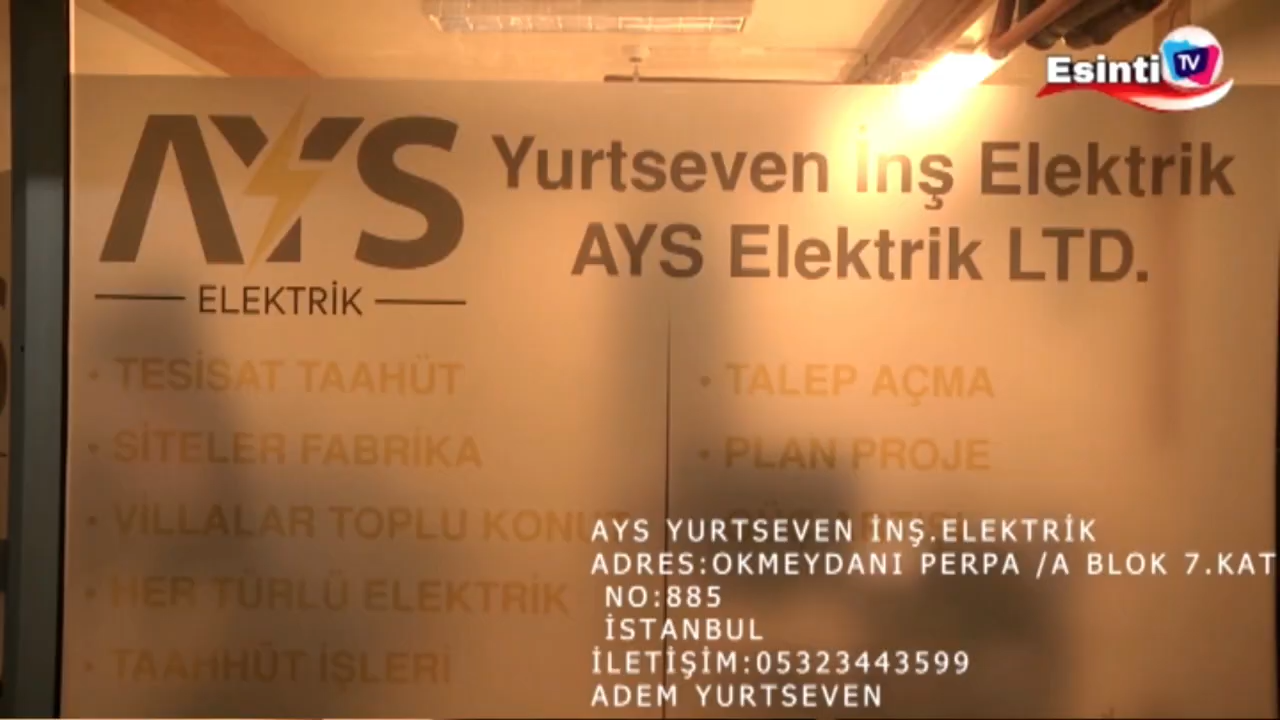 Esinti TV
AYS
ELEKTRİK
Yurtseven İnş Elektrik
AYS Elektrik LTD.
• TESİSAT TAAHÜT
• SİTELER FABRİKA
• VİLLALAR TOPLU KONUT
• HER TÜRLÜ ELEKTRİK
• TAAHHÜT İŞLERİ
• TALEP AÇMA
• PLAN PROJE
AYS YURTSEVEN İNŞ.ELEKTRİK
ADRES:OKMEYDANI PERPA /A BLOK 7.KAT
NO:885
İSTANBUL
İLETİŞİM:05323443599
ADEM YURTSEVEN